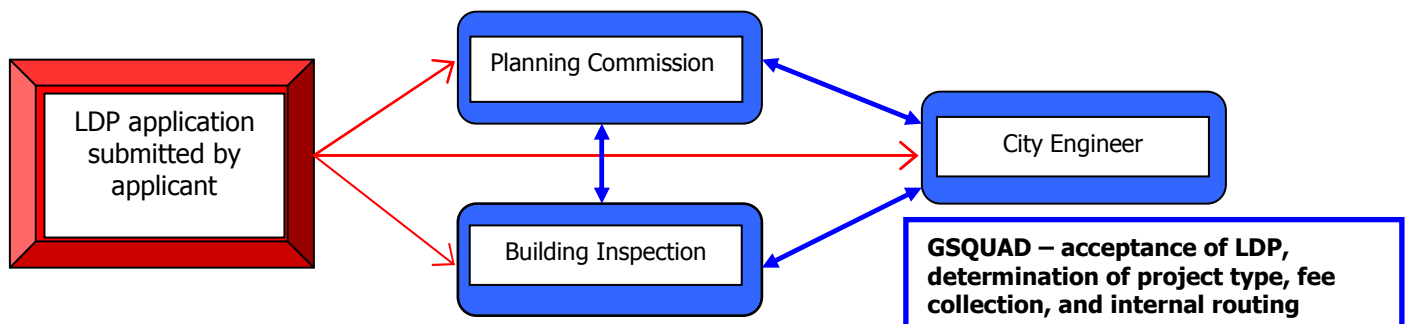 LDP application
submitted by
applicant
Planning Commission
Building Inspection
City Engineer
GSQUAD – acceptance of LDP,
determination of project type, fee
collection, and internal routing